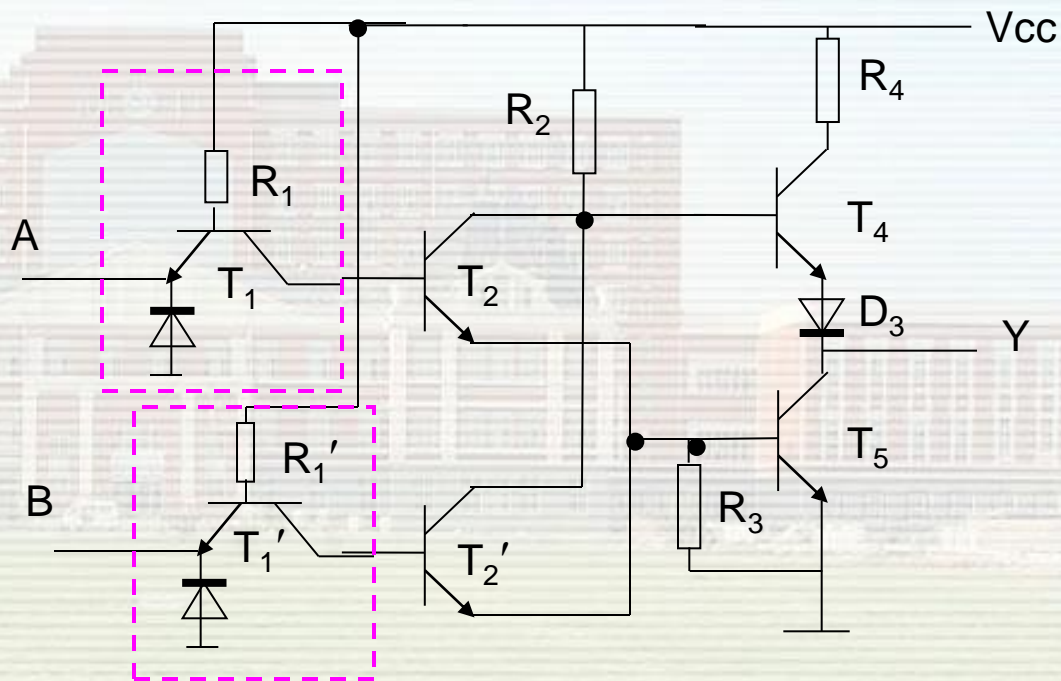 Vcc
R₄
R₂
R₁
A
T₁
T₂
T₄
D₃
Y
R₁′
T₅
B
R₃
T₁′
T₂′